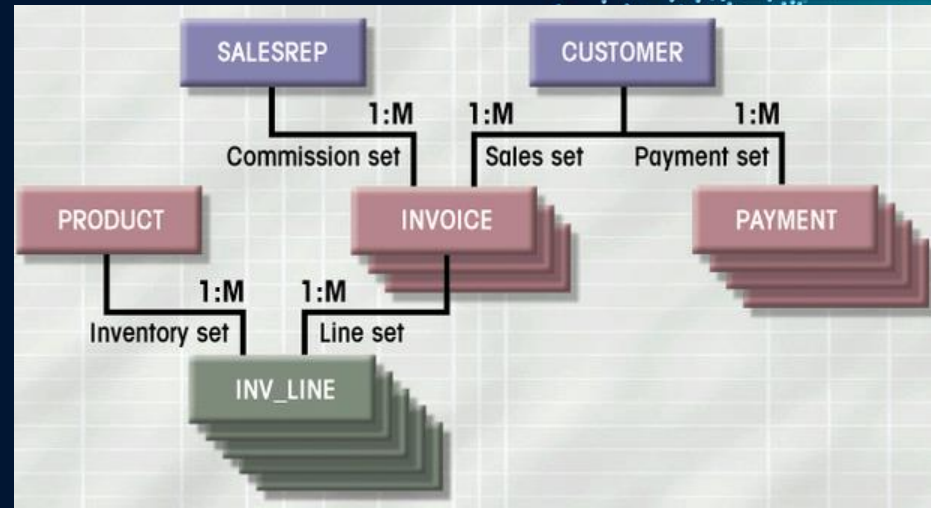 SALESREP
CUSTOMER
1:M
1:M
1:M
Commission set
Sales set
Payment set
PRODUCT
INVOICE
PAYMENT
1:M
1:M
Inventory set
Line set
INV_LINE